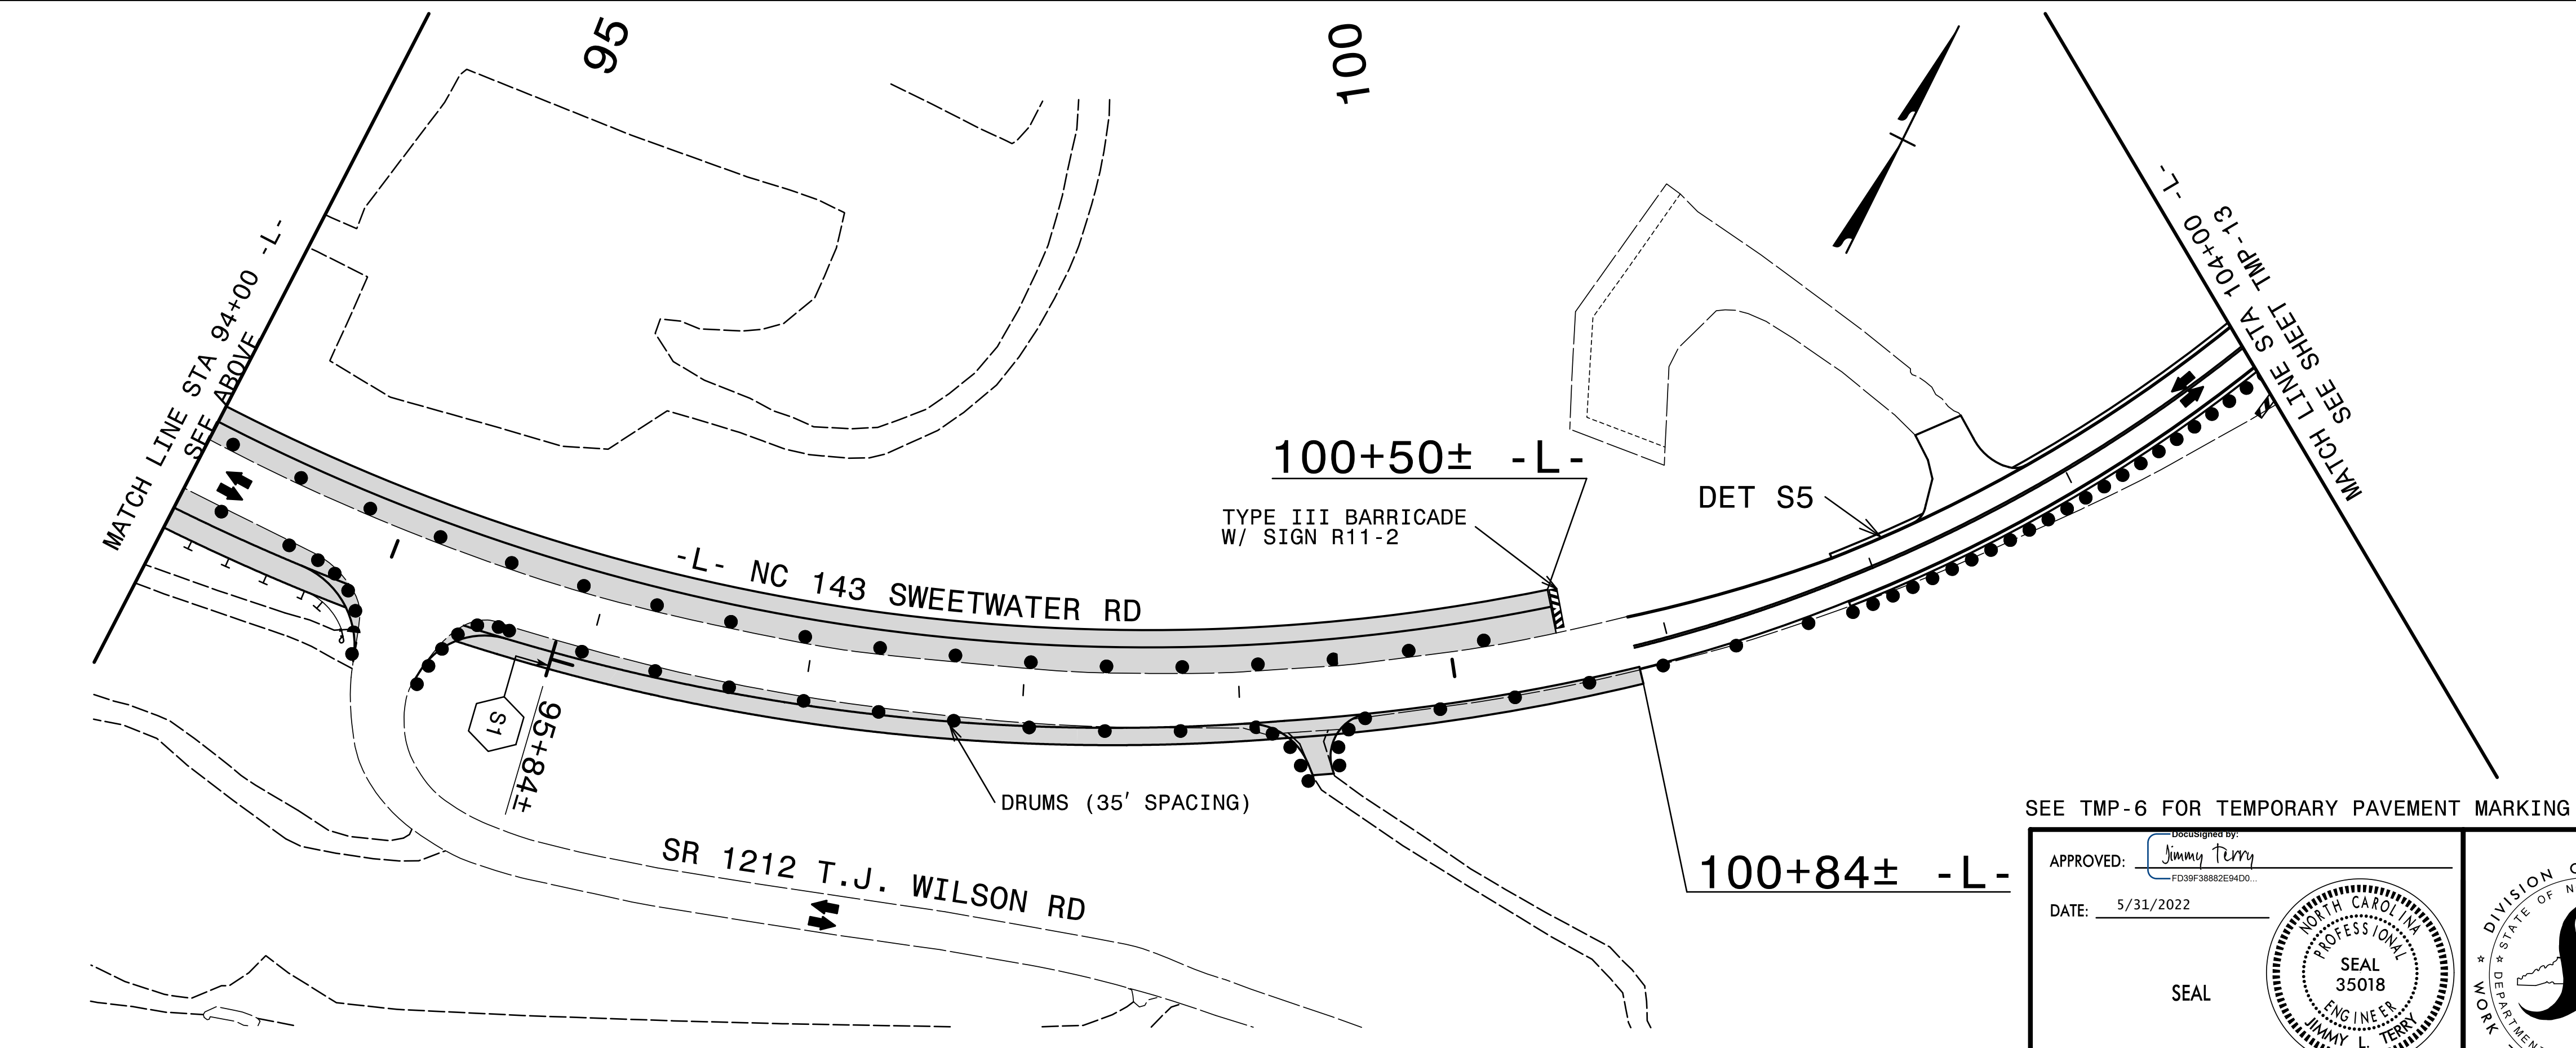 95
100
MATCH LINE STA 94+00 -L-
SEE ABOVE
MATCH LINE STA 104+00 -L-
SEE SHEET TMP-13
100+50± -L-
TYPE III BARRICADE
W/ SIGN R11-2
DET S5
-L- NC 143 SWEETWATER RD
S1
95+84±
DRUMS (35' SPACING)
SR 1212 T.J. WILSON RD
100+84± -L-
SEE TMP-6 FOR TEMPORARY PAVEMENT MARKING
DocuSigned by:
APPROVED: Jimmy Terry
FD39F38882E94D0...
DATE: 5/31/2022
SEAL
NORTH CAROLINA
PROFESSIONAL
SEAL
35018
ENGINEER
JIMMY L. TERRY
DIVISION
STATE OF
WORK